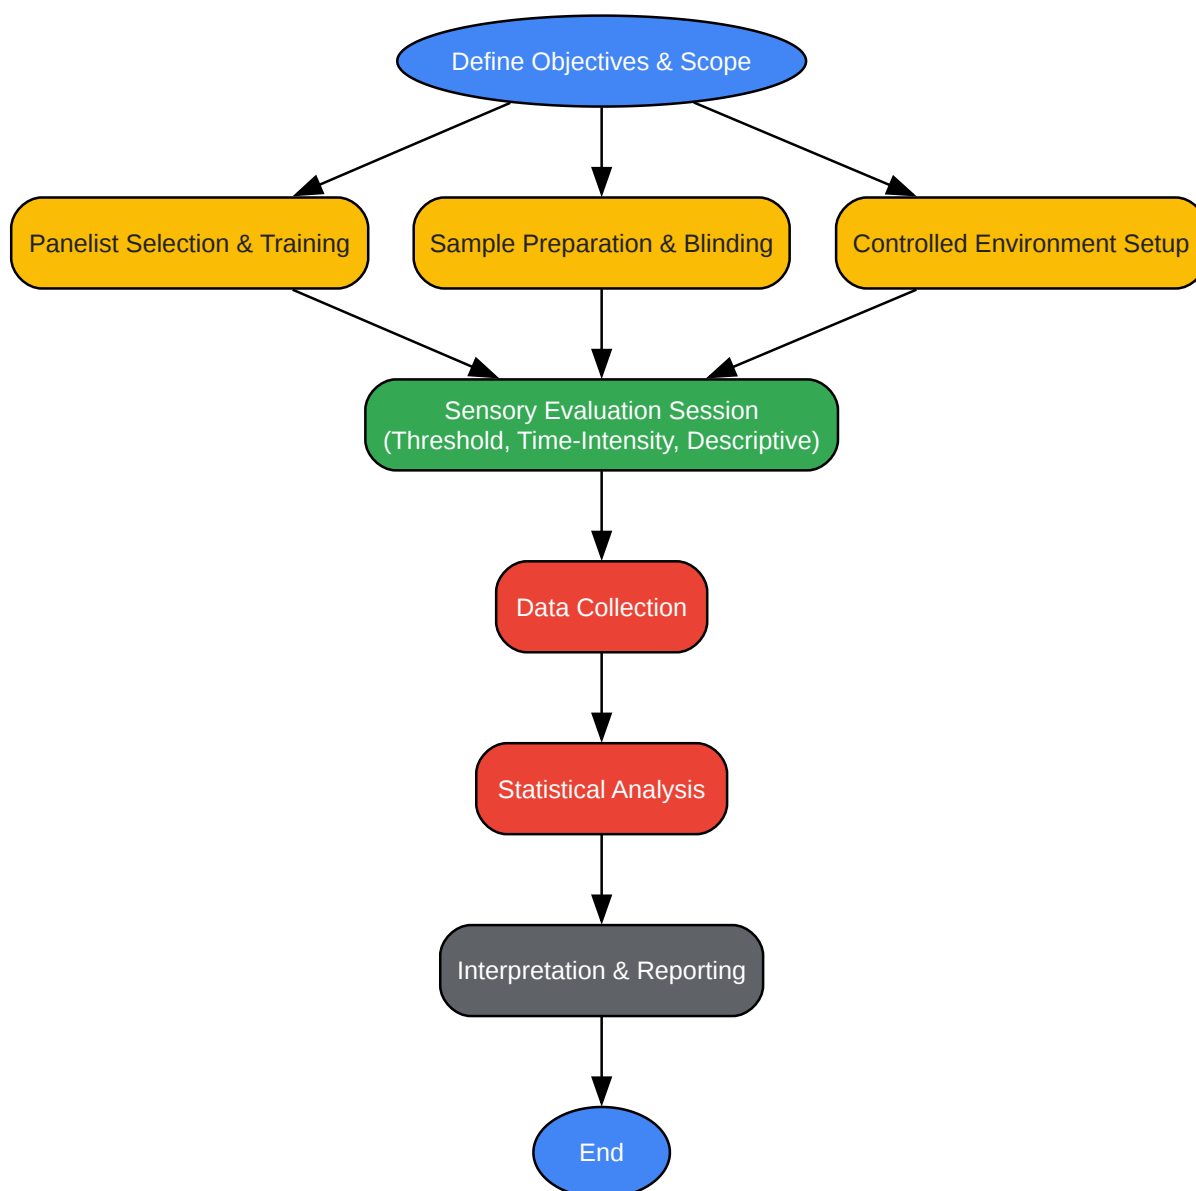 Define Objectives & Scope
Panelist Selection & Training
Sample Preparation & Blinding
Controlled Environment Setup
Sensory Evaluation Session
(Threshold, Time-Intensity, Descriptive)
Data Collection
Statistical Analysis
Interpretation & Reporting
End